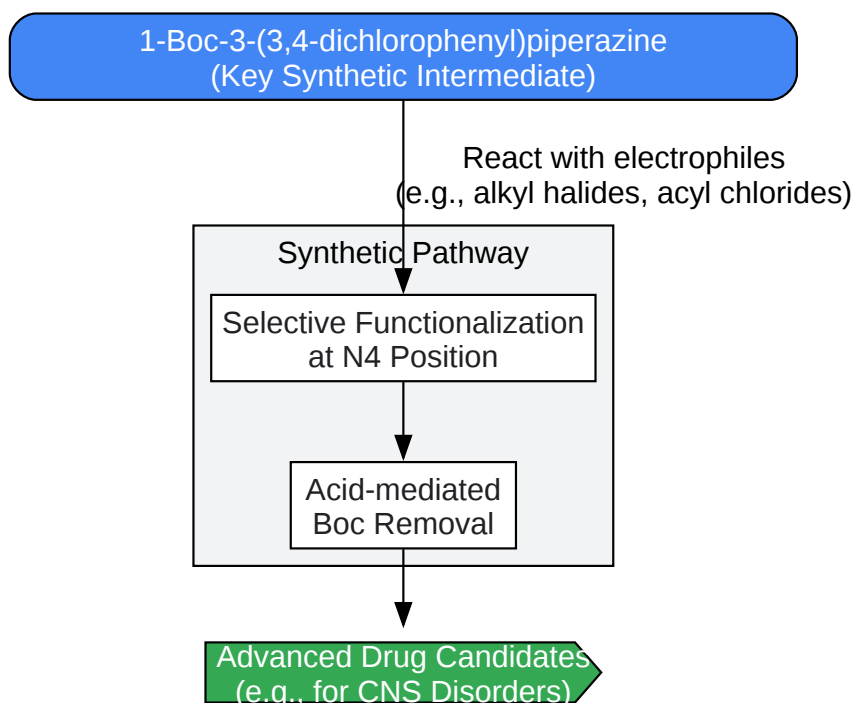 1-Boc-3-(3,4-dichlorophenyl)piperazine
(Key Synthetic Intermediate)
React with electrophiles
(e.g., alkyl halides, acyl chlorides)
Synthetic Pathway
Selective Functionalization
at N4 Position
Acid-mediated
Boc Removal
Advanced Drug Candidates
(e.g., for CNS Disorders)